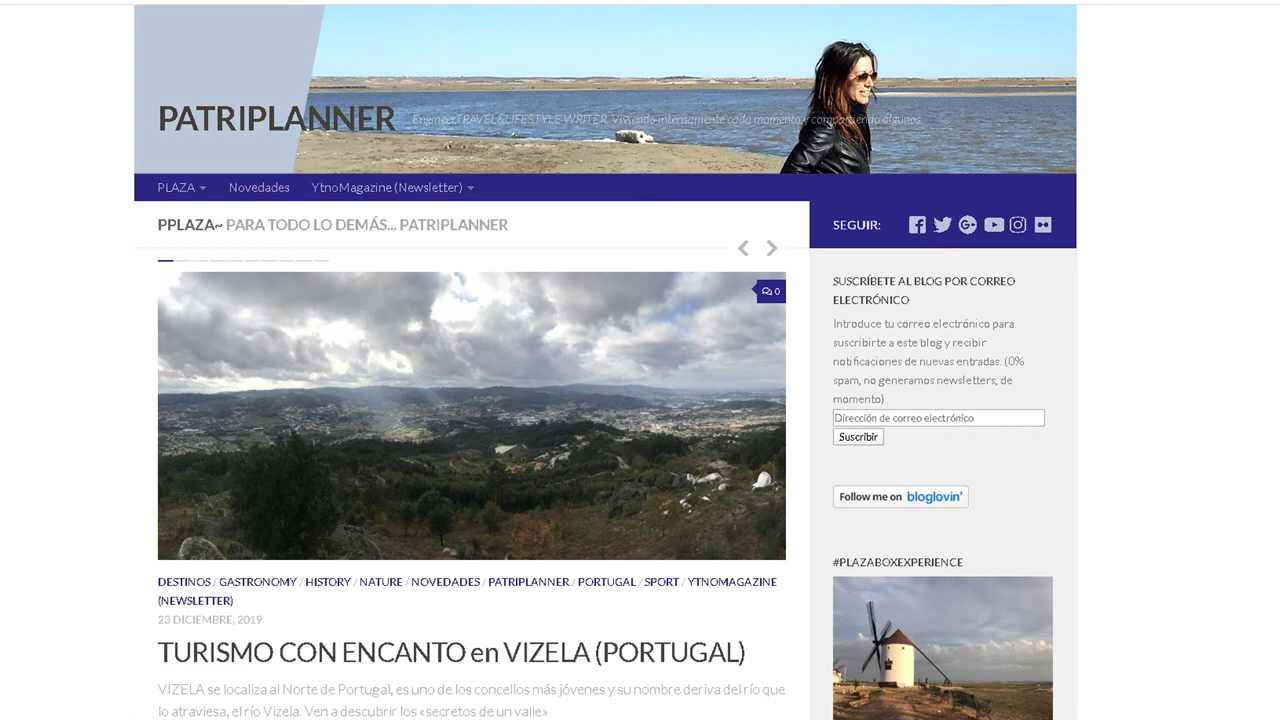 PATRIPLANNER
Engineer,TRAVEL&LIFESTYLE WRITER. Viviendo intensamente cada momento y compartiendo algunos.
PLAZA
Novedades
YtnoMagazine (Newsletter)
PPLAZA~ PARA TODO LO DEMÁS... PATRIPLANNER
0
DESTINOS / GASTRONOMY / HISTORY / NATURE / NOVEDADES / PATRIPLANNER / PORTUGAL / SPORT / YTNOMAGAZINE
(NEWSLETTER)
23 DICIEMBRE, 2019
TURISMO CON ENCANTO en VIZELA (PORTUGAL)
VIZELA se localiza al Norte de Portugal, es uno de los concellos más jóvenes y su nombre deriva del río que
lo atraviesa, el río Vizela. Ven a descubrir los «secretos de un valle»
SEGUIR:
SUSCRÍBETE AL BLOG POR CORREO
ELECTRÓNICO
Introduce tu correo electrónico para
suscribirte a este blog y recibir
notificaciones de nuevas entradas. (0%
spam, no generamos newsletters, de
momento)
Dirección de correo electrónico
Suscribir
Follow me on bloglovin'
#PLAZABOXEXPERIENCE